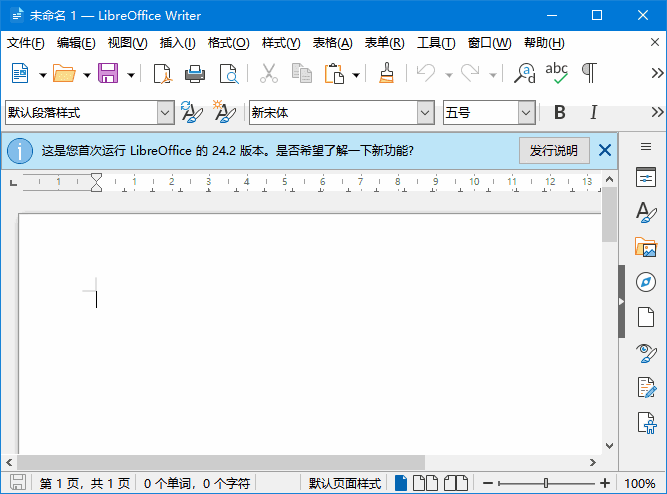 未命名 1 — LibreOffice Writer
文件(F) 编辑(E) 视图(V) 插入(I) 格式(O) 样式(Y) 表格(A) 表单(R) 工具(T) 窗口(W) 帮助(H)
abc
默认段落样式 新宋体 五号 B I
这是您首次运行 LibreOffice 的 24.2 版本。是否希望了解一下新功能? 发行说明
1 1 2 3 4 5 6 7 8 9 10 11 12 13
第 1 页，共 1 页 0 个单词，0 个字符 默认页面样式 100%